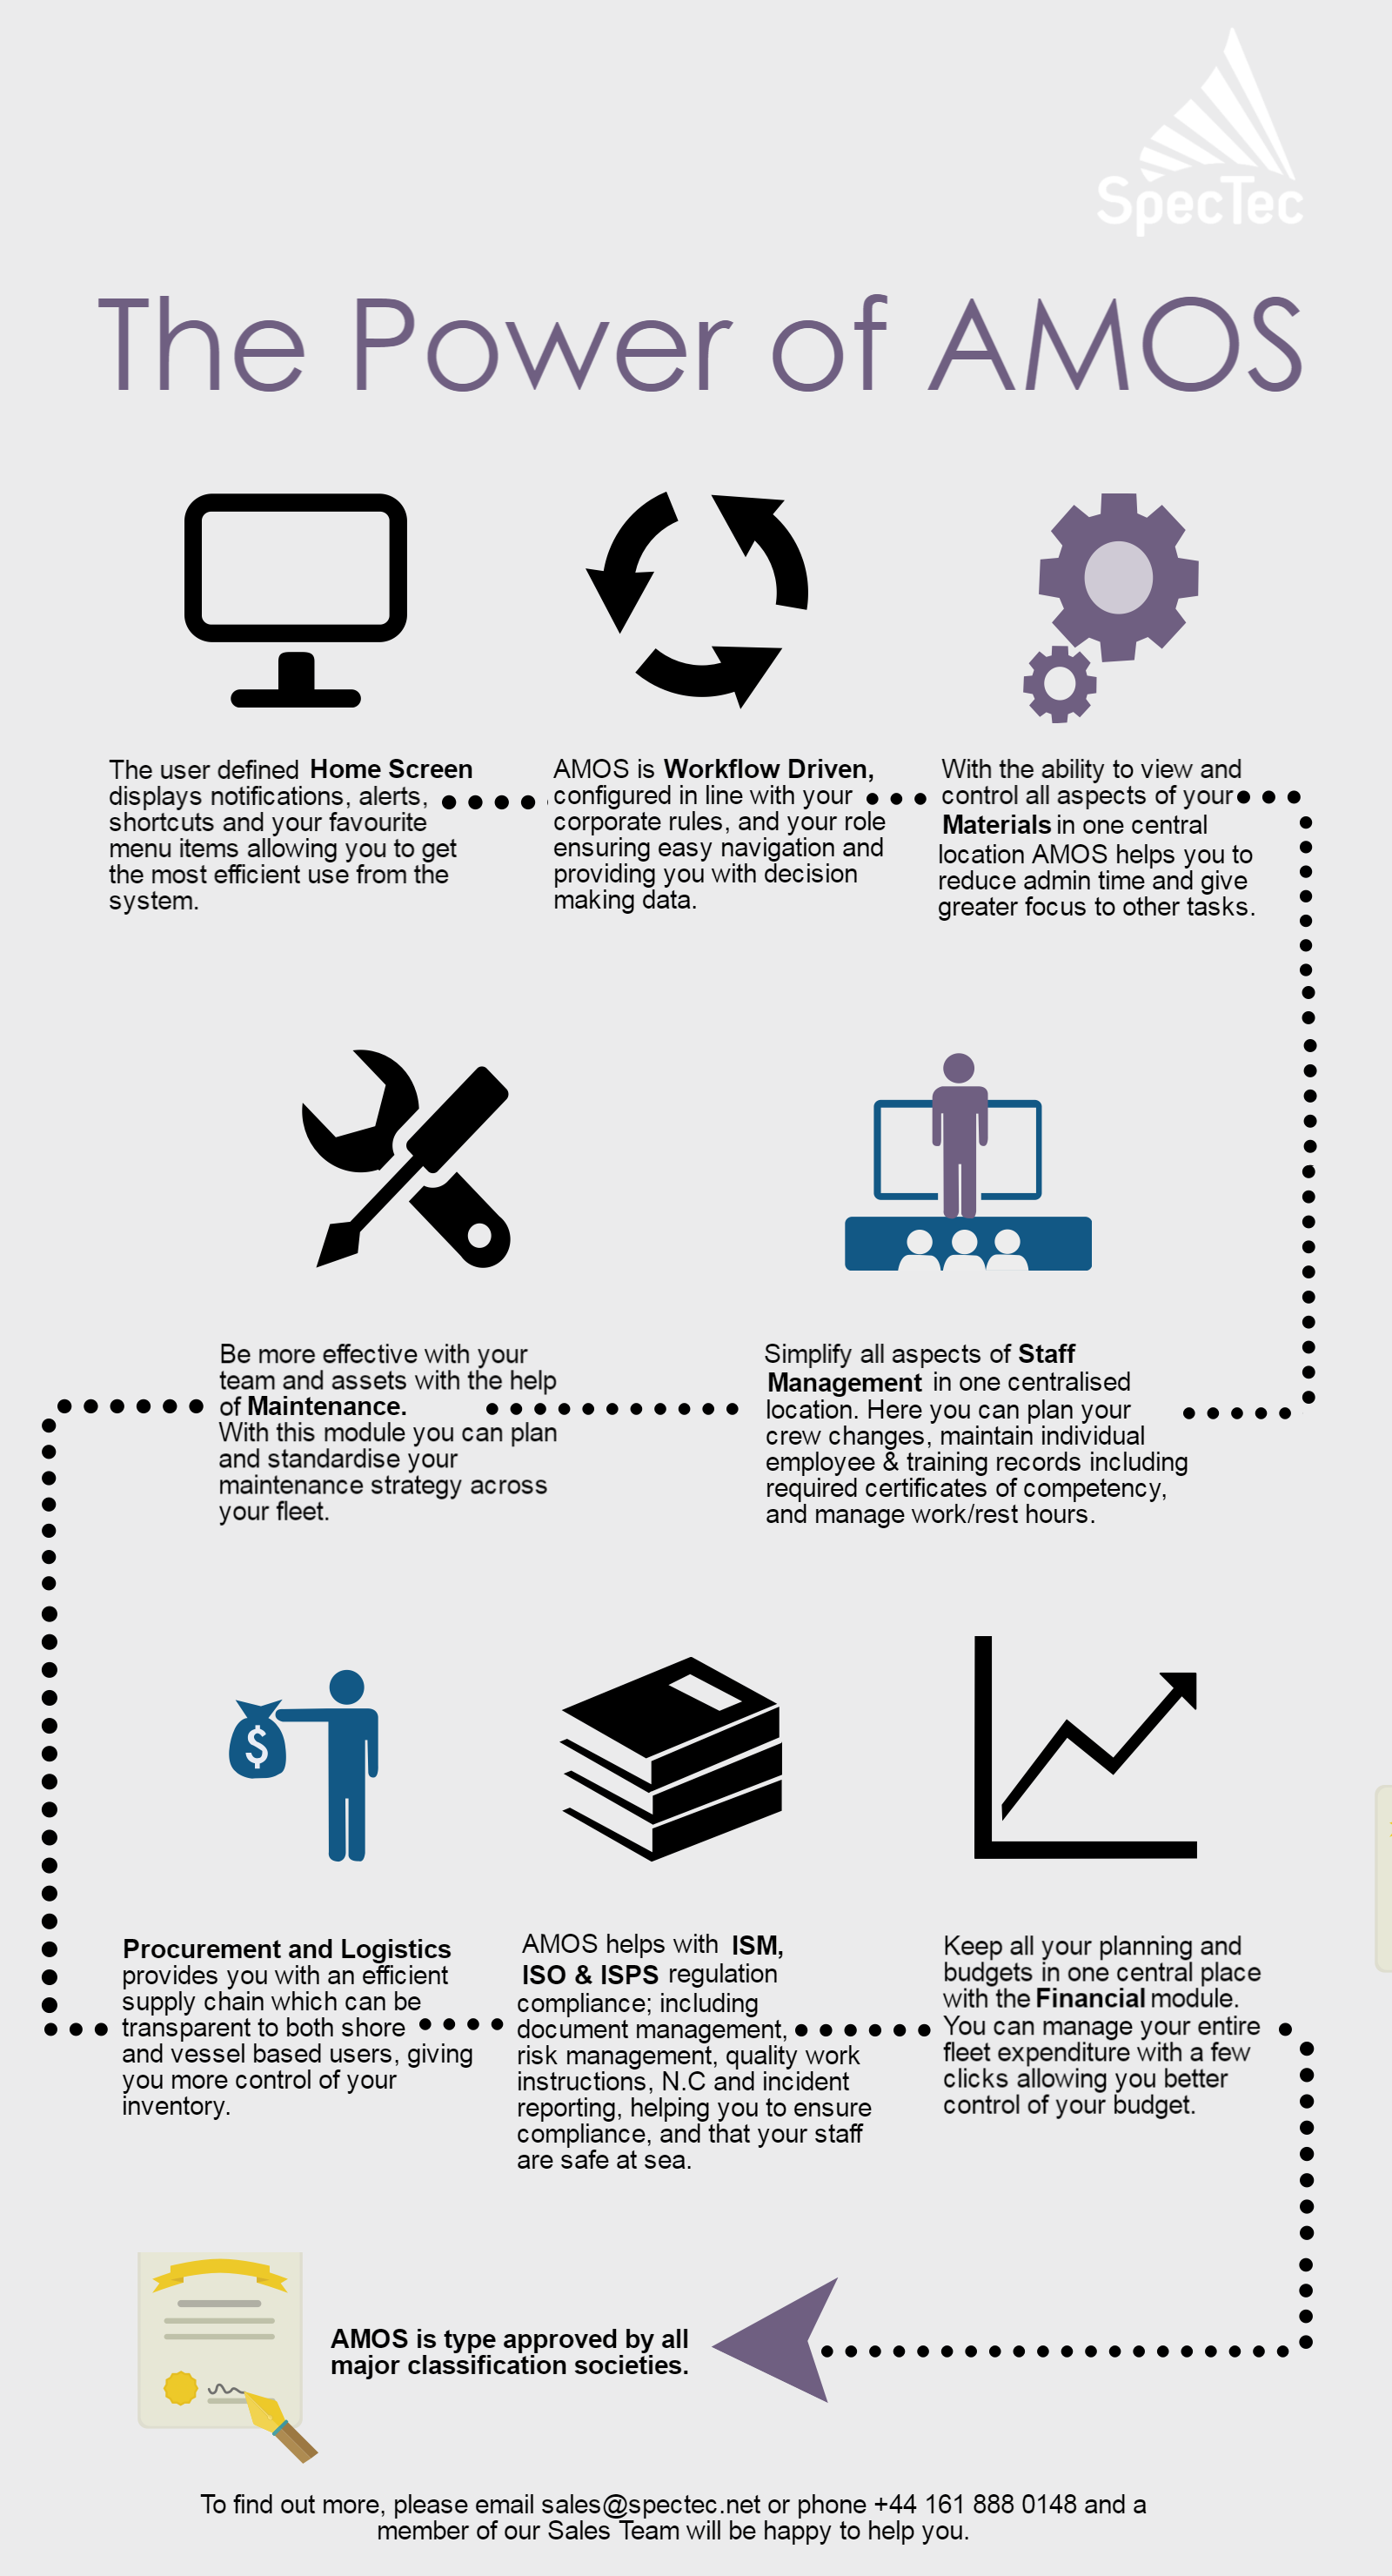 SpecTec
The Power of AMOS
The user defined Home Screen
displays notifications, alerts,
shortcuts and your favourite
menu items allowing you to get
the most efficient use from the
system.
AMOS is Workflow Driven,
configured in line with your
corporate rules, and your role
ensuring easy navigation and
providing you with decision
making data.
With the ability to view and
control all aspects of your
Materials in one central
location AMOS helps you to
reduce admin time and give
greater focus to other tasks.
Be more effective with your
team and assets with the help
of Maintenance.
With this module you can plan
and standardise your
maintenance strategy across
your fleet.
Simplify all aspects of Staff
Management in one centralised
location. Here you can plan your
crew changes, maintain individual
employee & training records including
required certificates of competency,
and manage work/rest hours.
$
Procurement and Logistics
provides you with an efficient
supply chain which can be
transparent to both shore
and vessel based users, giving
you more control of your
inventory.
AMOS helps with ISM,
ISO & ISPS regulation
compliance; including
document management,
risk management, quality work
instructions, N.C and incident
reporting, helping you to ensure
compliance, and that your staff
are safe at sea.
Keep all your planning and
budgets in one central place
with the Financial module.
You can manage your entire
fleet expenditure with a few
clicks allowing you better
control of your budget.
AMOS is type approved by all
major classification societies.
To find out more, please email sales@spectec.net or phone +44 161 888 0148 and a
member of our Sales Team will be happy to help you.